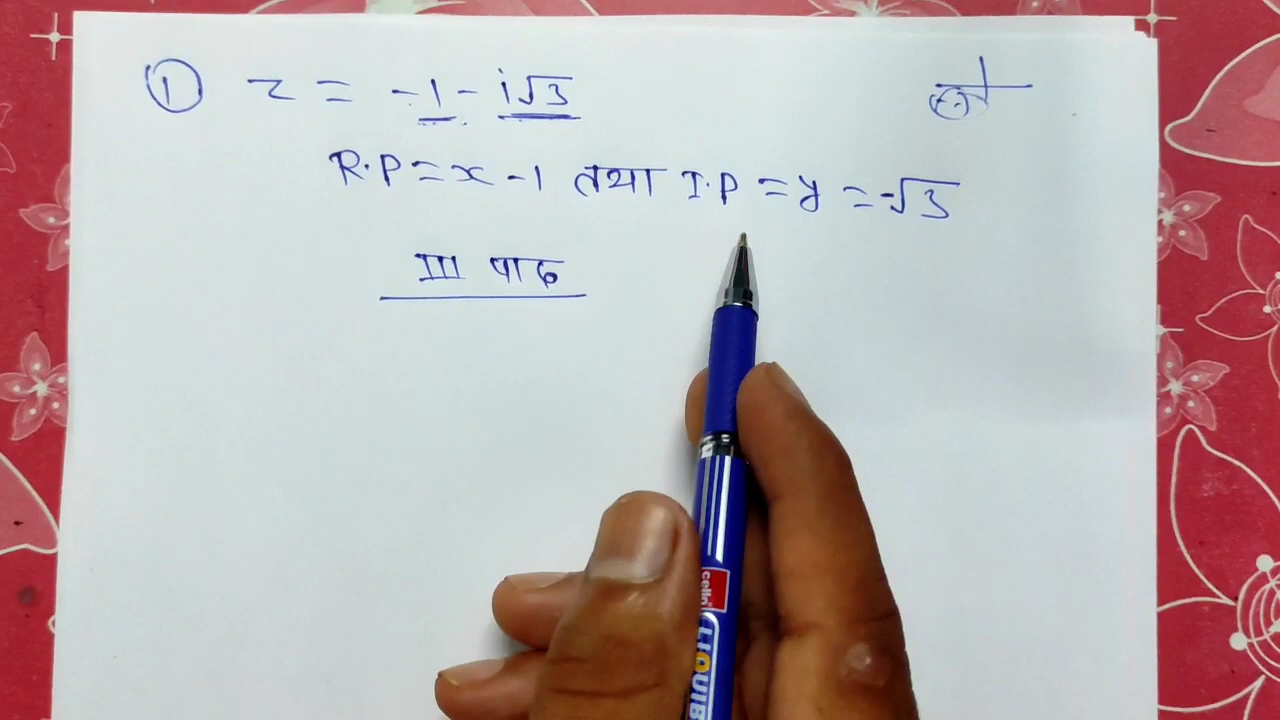 ① z = -1 - i√3
R.P = x - 1 तथा I.P = y = -√3
III पाद
cello